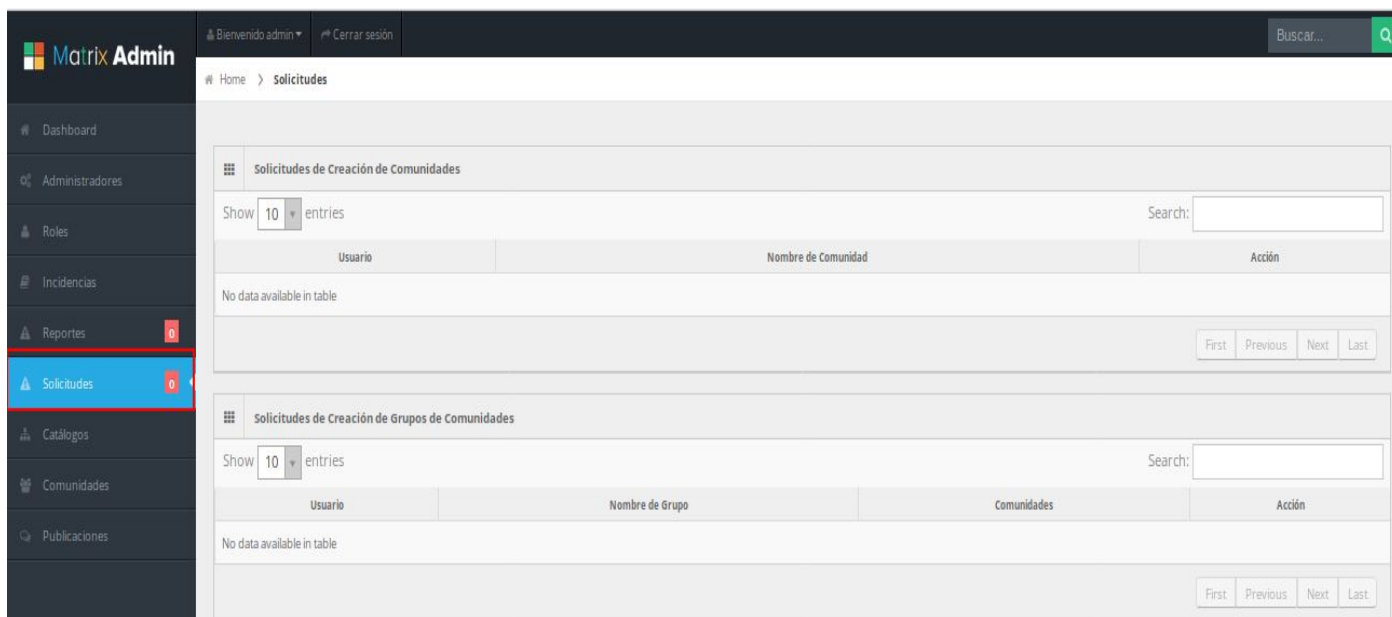 Matrix Admin
Bienvenido admin
Cerrar sesión
Buscar...
Home > Solicitudes
Dashboard
Administradores
Roles
Incidencias
Reportes 0
Solicitudes 0
Catálogos
Comunidades
Publicaciones
Solicitudes de Creación de Comunidades
Show 10 entries
Search:
Usuario Nombre de Comunidad Acción
No data available in table
First Previous Next Last
Solicitudes de Creación de Grupos de Comunidades
Show 10 entries
Search:
Usuario Nombre de Grupo Comunidades Acción
No data available in table
First Previous Next Last